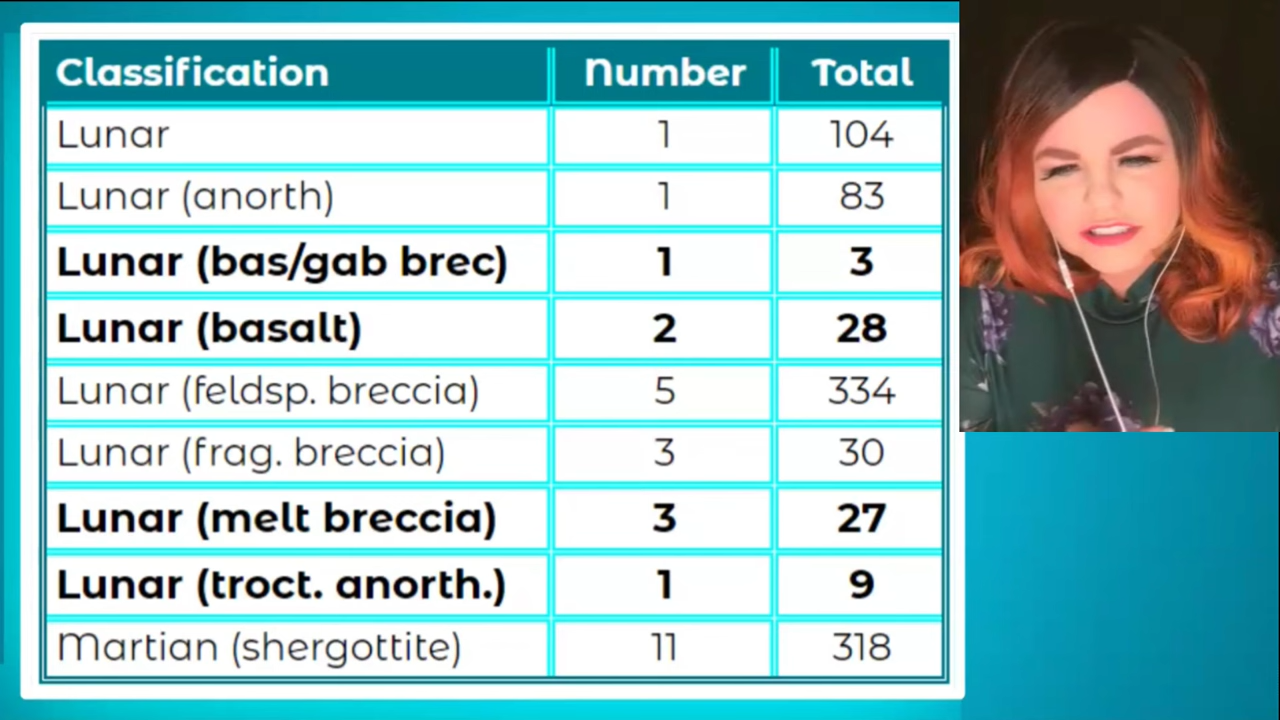 Classification Number Total
Lunar 1 104
Lunar (anorth) 1 83
Lunar (bas/gab brec) 1 3
Lunar (basalt) 2 28
Lunar (feldsp. breccia) 5 334
Lunar (frag. breccia) 3 30
Lunar (melt breccia) 3 27
Lunar (troct. anorth.) 1 9
Martian (shergottite) 11 318